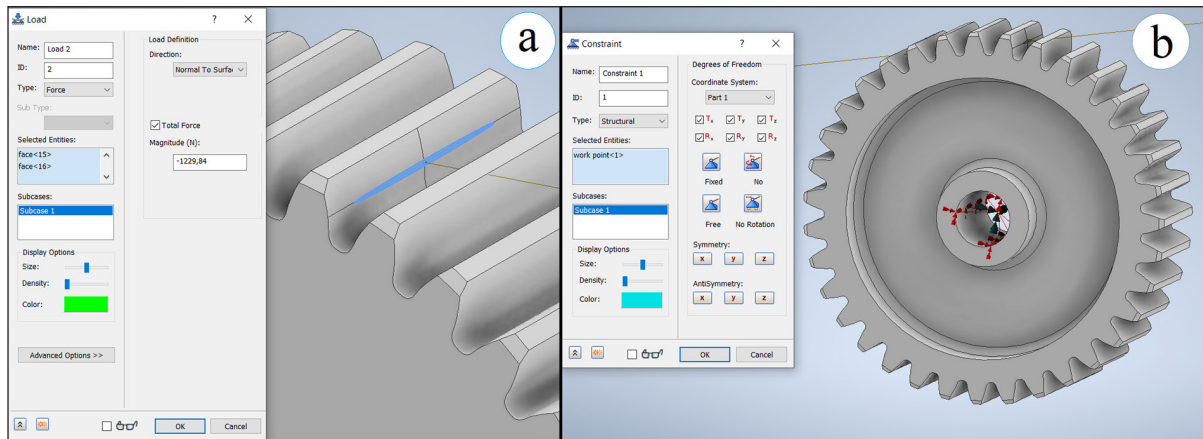 Load
?
Name:
Load 2
ID:
2
Type:
Force
Sub Type:
Selected Entities:
face<15>
face<16>
Subcases:
Subcase 1
Display Options
Size:
Density:
Color:
Advanced Options >>
OK
Cancel
Load Definition
Direction:
Normal To Surfa
Total Force
Magnitude (N):
-1229,84
a
Constraint
?
Name:
Constraint 1
ID:
1
Type:
Structural
Selected Entities:
work point<1>
Subcases:
Subcase 1
Display Options
Size:
Density:
Color:
Degrees of Freedom
Coordinate System:
Part 1
Tx Ty Tz
Rx Ry Rz
Fixed No
Free No Rotation
Symmetry:
x y z
AntiSymmetry:
x y z
OK
Cancel
b